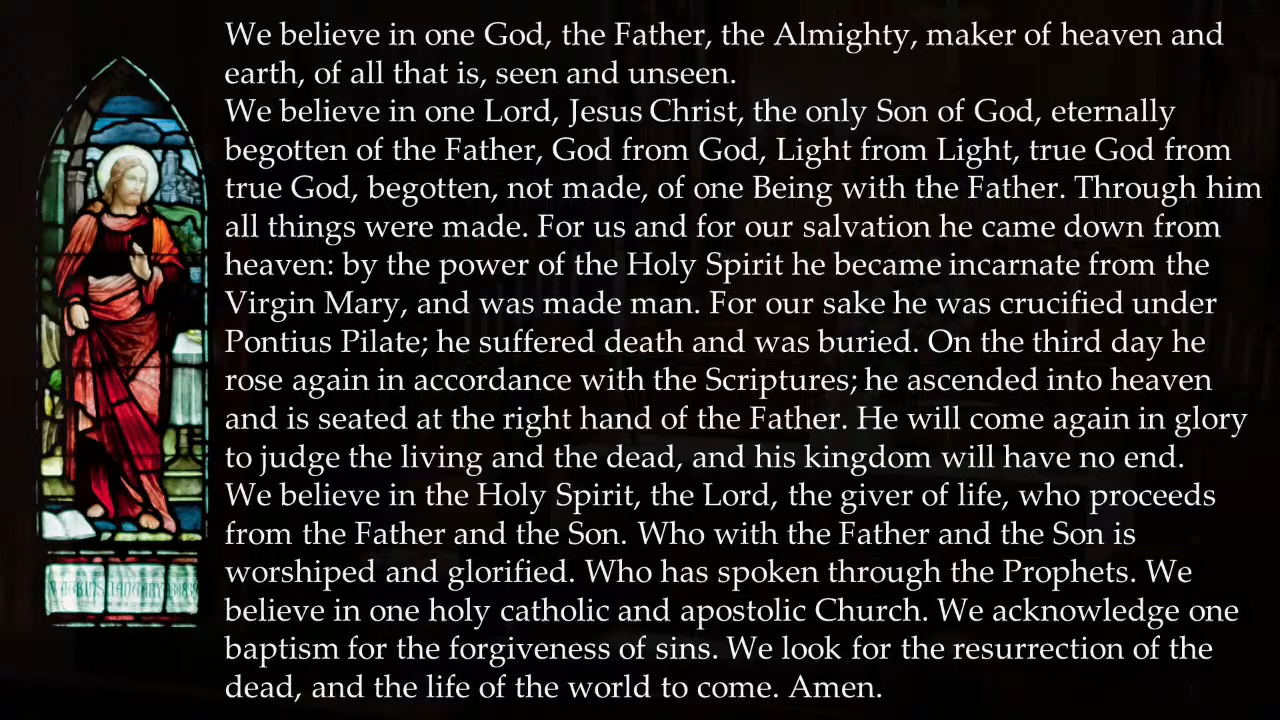 We believe in one God, the Father, the Almighty, maker of heaven and
earth, of all that is, seen and unseen.
We believe in one Lord, Jesus Christ, the only Son of God, eternally
begotten of the Father, God from God, Light from Light, true God from
true God, begotten, not made, of one Being with the Father. Through him
all things were made. For us and for our salvation he came down from
heaven: by the power of the Holy Spirit he became incarnate from the
Virgin Mary, and was made man. For our sake he was crucified under
Pontius Pilate; he suffered death and was buried. On the third day he
rose again in accordance with the Scriptures; he ascended into heaven
and is seated at the right hand of the Father. He will come again in glory
to judge the living and the dead, and his kingdom will have no end.
We believe in the Holy Spirit, the Lord, the giver of life, who proceeds
from the Father and the Son. Who with the Father and the Son is
worshiped and glorified. Who has spoken through the Prophets. We
believe in one holy catholic and apostolic Church. We acknowledge one
baptism for the forgiveness of sins. We look for the resurrection of the
dead, and the life of the world to come. Amen.